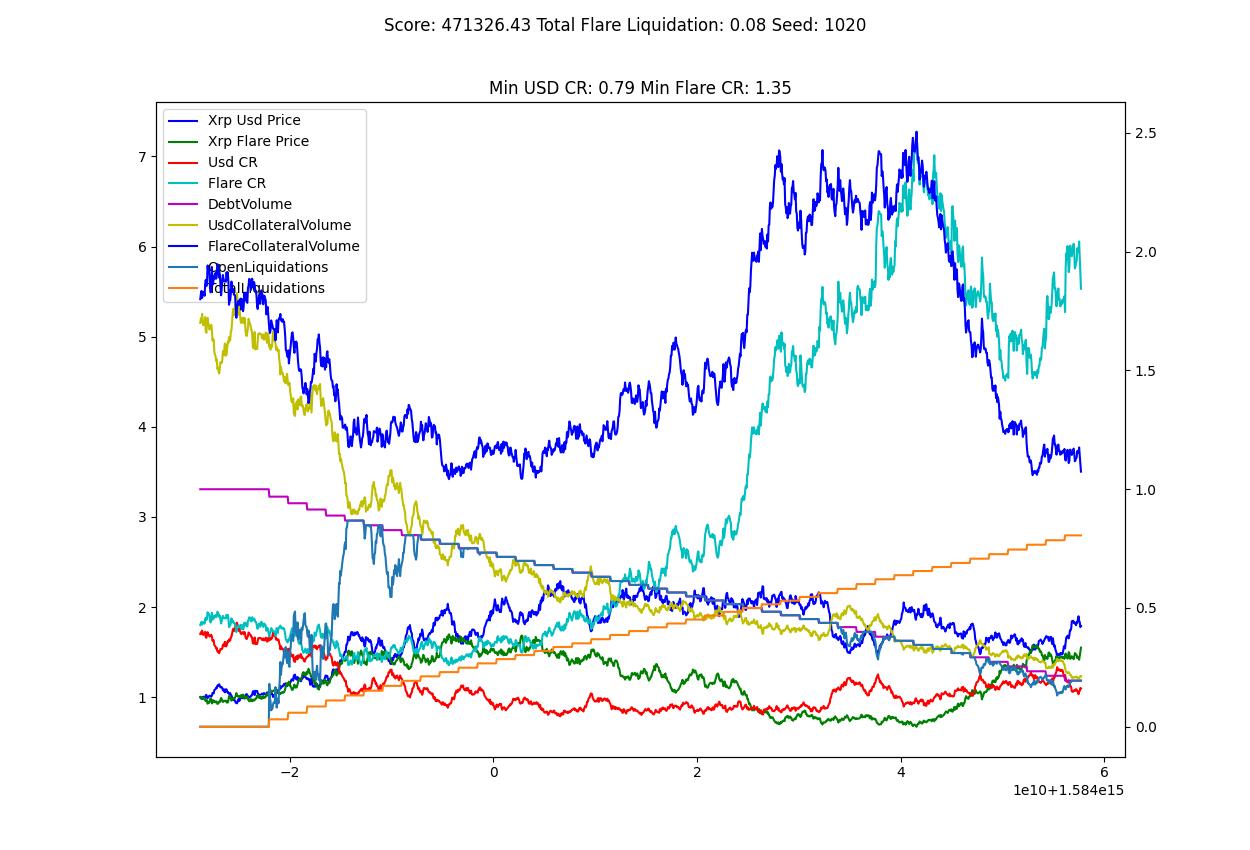 Score: 471326.43 Total Flare Liquidation: 0.08 Seed: 1020
Min USD CR: 0.79 Min Flare CR: 1.35
Xrp Usd Price
Xrp Flare Price
Usd CR
Flare CR
DebtVolume
UsdCollateralVolume
FlareCollateralVolume
OpenLiquidations
TotalLiquidations
7
6
5
4
3
2
1
2.5
2.0
1.5
1.0
0.5
0.0
−2
0
2
4
6
1e10+1.584e15